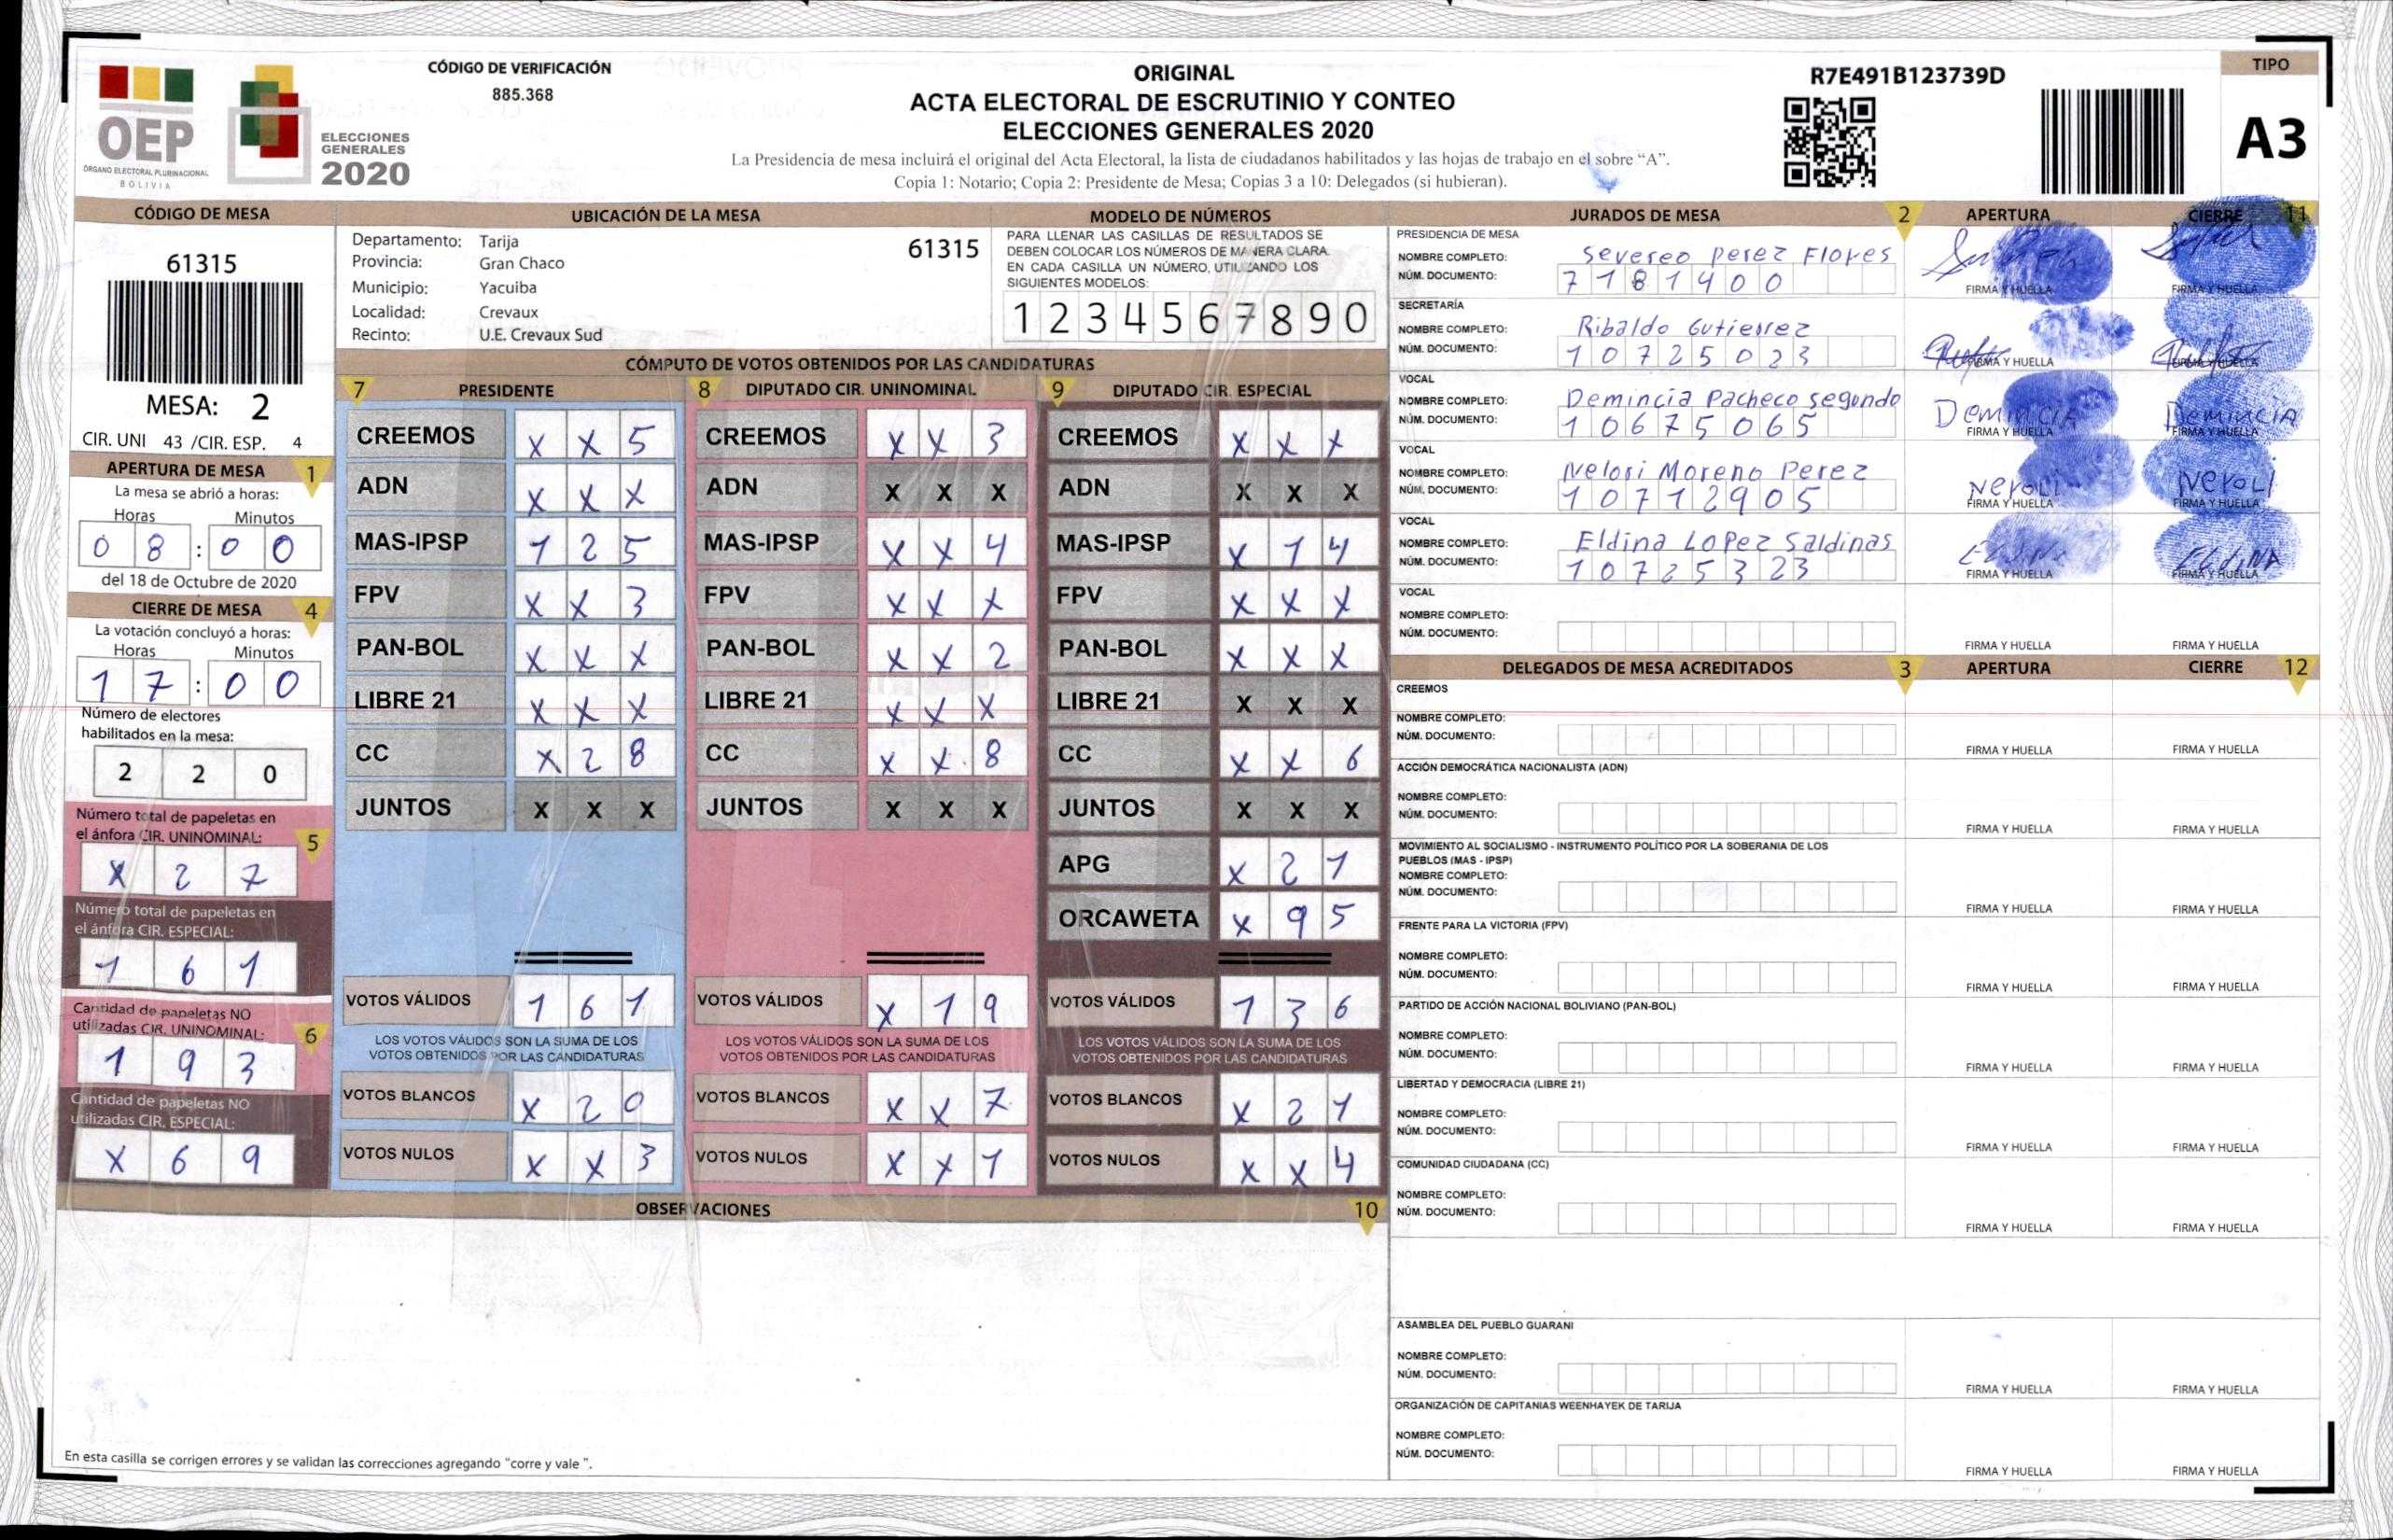 OEP
ÓRGANO ELECTORAL PLURINACIONAL
BOLIVIA
ELECCIONES
GENERALES
2020
CÓDIGO DE VERIFICACIÓN
885.368
ORIGINAL
ACTA ELECTORAL DE ESCRUTINIO Y CONTEO
ELECCIONES GENERALES 2020
La Presidencia de mesa incluirá el original del Acta Electoral, la lista de ciudadanos habilitados y las hojas de trabajo en el sobre “A”.
Copia 1: Notario; Copia 2: Presidente de Mesa; Copias 3 a 10: Delegados (si hubieran).
R7E491B123739D
TIPO
A3
CÓDIGO DE MESA
61315
MESA: 2
CIR. UNI 43 /CIR. ESP. 4
APERTURA DE MESA 1
La mesa se abrió a horas:
Horas Minutos
0 8 : 0 0
del 18 de Octubre de 2020
CIERRE DE MESA 4
La votación concluyó a horas:
Horas Minutos
1 7 : 0 0
Número de electores
habilitados en la mesa:
2 2 0
Número total de papeletas en
el ánfora CIR. UNINOMINAL: 5
X 2 7
Número total de papeletas en
el ánfora CIR. ESPECIAL:
1 6 1
Cantidad de papeletas NO
utilizadas CIR. UNINOMINAL: 6
1 9 3
Cantidad de papeletas NO
utilizadas CIR. ESPECIAL:
X 6 9
UBICACIÓN DE LA MESA
Departamento: Tarija 61315
Provincia: Gran Chaco
Municipio: Yacuiba
Localidad: Crevaux
Recinto: U.E. Crevaux Sud
MODELO DE NÚMEROS
PARA LLENAR LAS CASILLAS DE RESULTADOS SE
DEBEN COLOCAR LOS NÚMEROS DE MANERA CLARA.
EN CADA CASILLA UN NÚMERO, UTILIZANDO LOS
SIGUIENTES MODELOS:
1 2 3 4 5 6 7 8 9 0
CÓMPUTO DE VOTOS OBTENIDOS POR LAS CANDIDATURAS
7 PRESIDENTE
CREEMOS X X 5
ADN X X X
MAS-IPSP 1 2 5
FPV X X 3
PAN-BOL X X X
LIBRE 21 X X X
CC X 2 8
JUNTOS X X X
VOTOS VÁLIDOS 1 6 1
LOS VOTOS VÁLIDOS SON LA SUMA DE LOS
VOTOS OBTENIDOS POR LAS CANDIDATURAS
VOTOS BLANCOS X 2 0
VOTOS NULOS X X 3
8 DIPUTADO CIR. UNINOMINAL
CREEMOS X X 3
ADN X X X
MAS-IPSP X X 4
FPV X X X
PAN-BOL X X 2
LIBRE 21 X X X
CC X X 8
JUNTOS X X X
VOTOS VÁLIDOS X 1 9
LOS VOTOS VÁLIDOS SON LA SUMA DE LOS
VOTOS OBTENIDOS POR LAS CANDIDATURAS
VOTOS BLANCOS X X 7
VOTOS NULOS X X 1
9 DIPUTADO CIR. ESPECIAL
CREEMOS X X X
ADN X X X
MAS-IPSP X 1 4
FPV X X X
PAN-BOL X X X
LIBRE 21 X X X
CC X X 6
JUNTOS X X X
APG X 2 1
ORCAWETA X 9 5
VOTOS VÁLIDOS 1 3 6
LOS VOTOS VÁLIDOS SON LA SUMA DE LOS
VOTOS OBTENIDOS POR LAS CANDIDATURAS
VOTOS BLANCOS X 2 1
VOTOS NULOS X X 4
OBSERVACIONES 10
En esta casilla se corrigen errores y se validan las correcciones agregando "corre y vale ".
JURADOS DE MESA 2 APERTURA CIERRE 11
PRESIDENCIA DE MESA
NOMBRE COMPLETO: Severeo perez Flores
NÚM. DOCUMENTO: 7181400
FIRMA Y HUELLA FIRMA Y HUELLA
SECRETARÍA
NOMBRE COMPLETO: Ribaldo Gutierrez
NÚM. DOCUMENTO: 10725023
FIRMA Y HUELLA FIRMA Y HUELLA
VOCAL
NOMBRE COMPLETO: Demincia Pacheco segundo
NÚM. DOCUMENTO: 10675065
DEMINCIA DEMINCIA
FIRMA Y HUELLA FIRMA Y HUELLA
VOCAL
NOMBRE COMPLETO: Nelori Moreno Perez
NÚM. DOCUMENTO: 10712905
NEYOLI NEYOLI
FIRMA Y HUELLA FIRMA Y HUELLA
VOCAL
NOMBRE COMPLETO: Eldina Lopez Saldinas
NÚM. DOCUMENTO: 10725323
ELDINA ELDINA
FIRMA Y HUELLA FIRMA Y HUELLA
VOCAL
NOMBRE COMPLETO:
NÚM. DOCUMENTO:
FIRMA Y HUELLA FIRMA Y HUELLA
DELEGADOS DE MESA ACREDITADOS 3 APERTURA CIERRE 12
CREEMOS
NOMBRE COMPLETO:
NÚM. DOCUMENTO:
FIRMA Y HUELLA FIRMA Y HUELLA
ACCIÓN DEMOCRÁTICA NACIONALISTA (ADN)
NOMBRE COMPLETO:
NÚM. DOCUMENTO:
FIRMA Y HUELLA FIRMA Y HUELLA
MOVIMIENTO AL SOCIALISMO - INSTRUMENTO POLÍTICO POR LA SOBERANIA DE LOS
PUEBLOS (MAS - IPSP)
NOMBRE COMPLETO:
NÚM. DOCUMENTO:
FIRMA Y HUELLA FIRMA Y HUELLA
FRENTE PARA LA VICTORIA (FPV)
NOMBRE COMPLETO:
NÚM. DOCUMENTO:
FIRMA Y HUELLA FIRMA Y HUELLA
PARTIDO DE ACCIÓN NACIONAL BOLIVIANO (PAN-BOL)
NOMBRE COMPLETO:
NÚM. DOCUMENTO:
FIRMA Y HUELLA FIRMA Y HUELLA
LIBERTAD Y DEMOCRACIA (LIBRE 21)
NOMBRE COMPLETO:
NÚM. DOCUMENTO:
FIRMA Y HUELLA FIRMA Y HUELLA
COMUNIDAD CIUDADANA (CC)
NOMBRE COMPLETO:
NÚM. DOCUMENTO:
FIRMA Y HUELLA FIRMA Y HUELLA
ASAMBLEA DEL PUEBLO GUARANI
NOMBRE COMPLETO:
NÚM. DOCUMENTO:
FIRMA Y HUELLA FIRMA Y HUELLA
ORGANIZACIÓN DE CAPITANIAS WEENHAYEK DE TARIJA
NOMBRE COMPLETO:
NÚM. DOCUMENTO:
FIRMA Y HUELLA FIRMA Y HUELLA